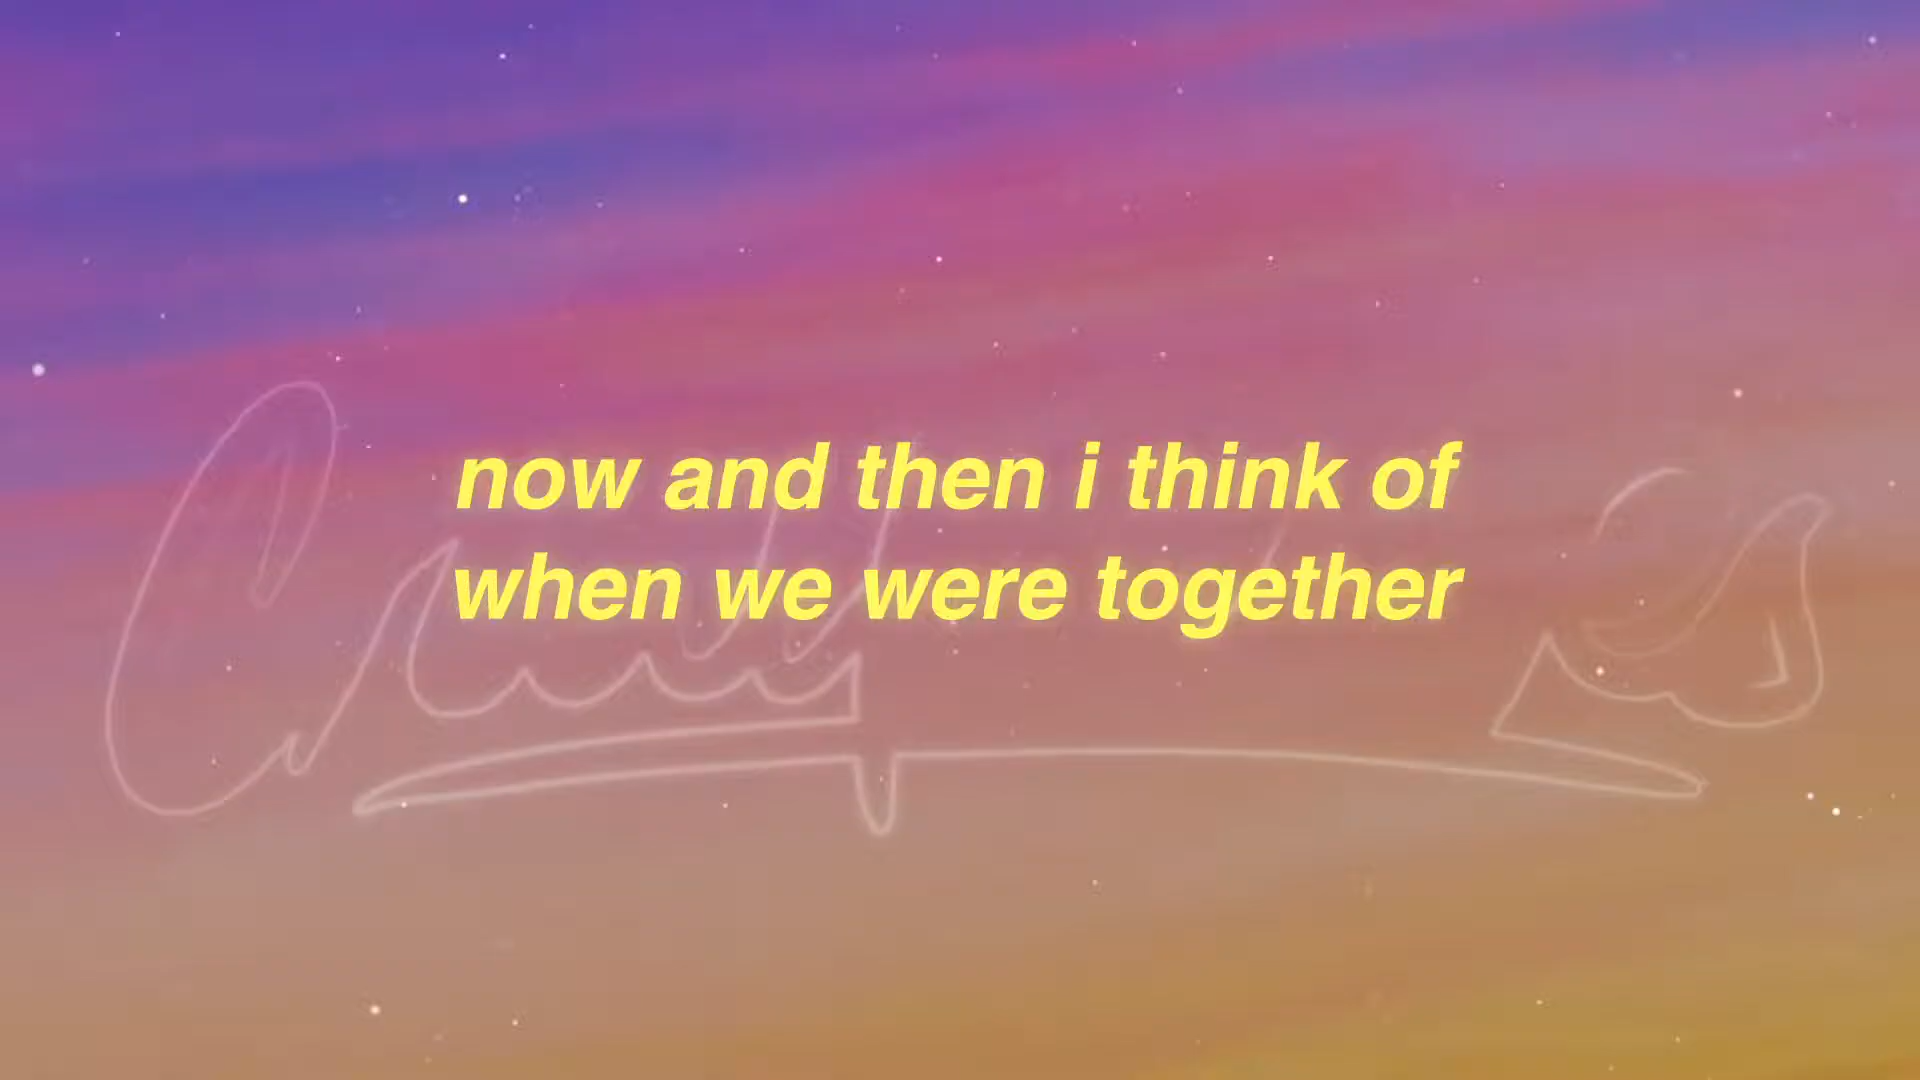 now and then i think of
when we were together